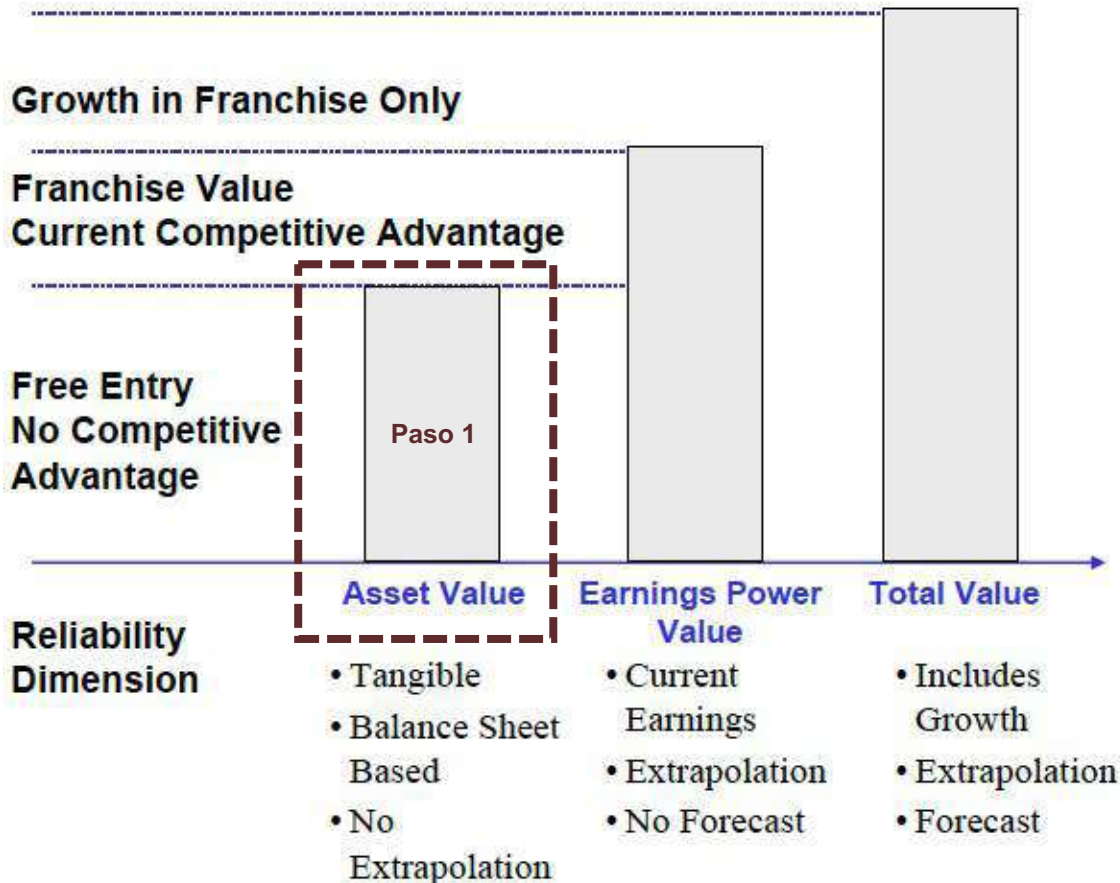 Growth in Franchise Only
Franchise Value
Current Competitive Advantage
Free Entry
No Competitive
Advantage
Paso 1
Asset Value
Earnings Power
Value
Total Value
Reliability
Dimension
• Tangible
• Balance Sheet
Based
• No
Extrapolation
• Current
Earnings
• Extrapolation
• No Forecast
• Includes
Growth
• Extrapolation
• Forecast